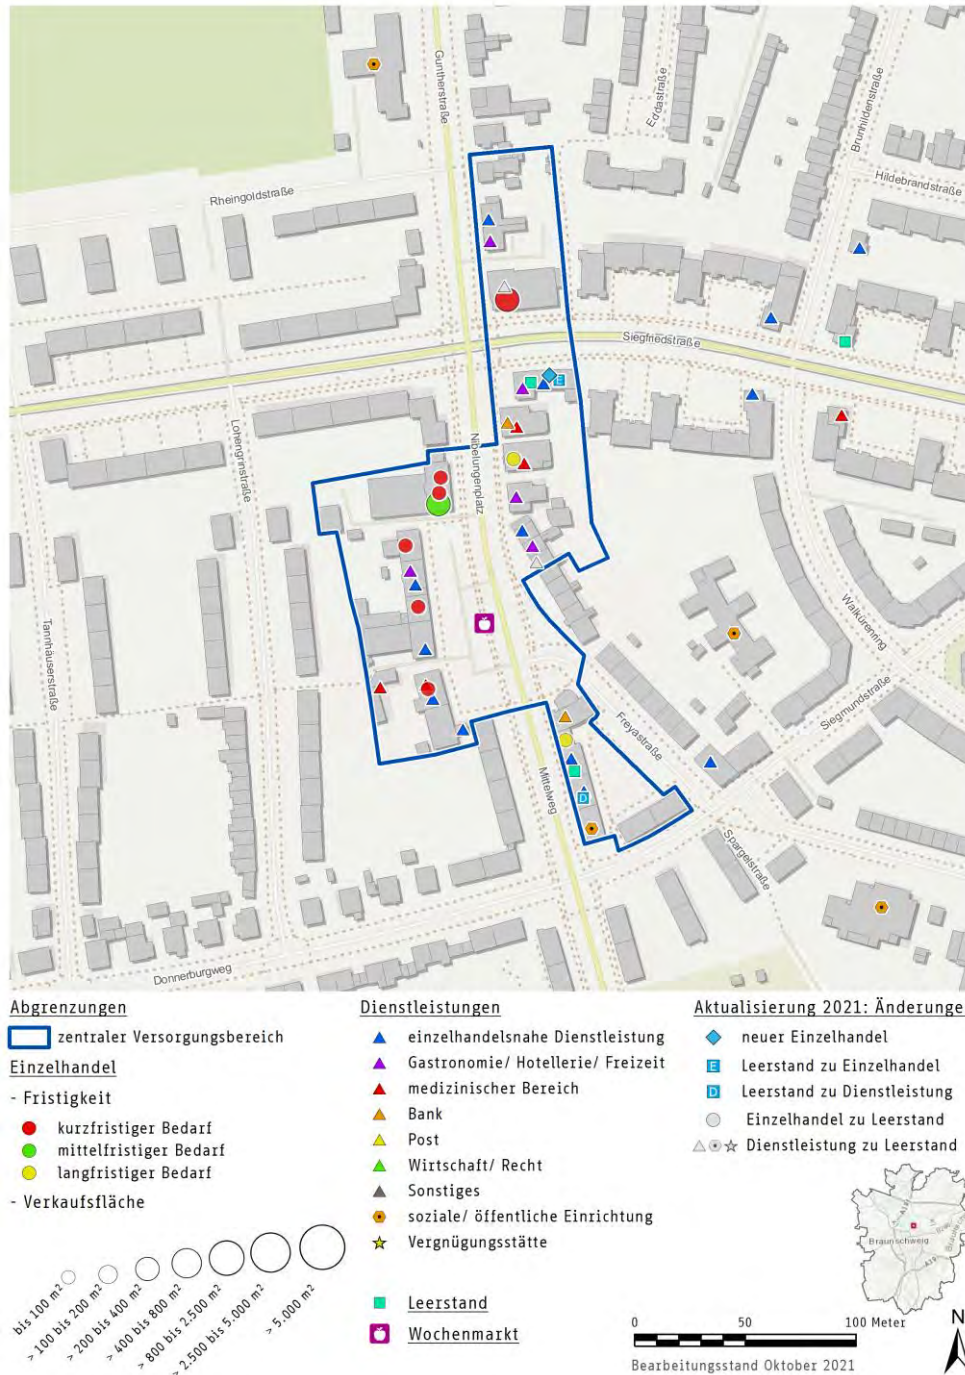 Guntherstraße
Eddastraße
Brunhildenstraße
Hildebrandstraße
Rheingoldstraße
Siegfriedstraße
Lohengrinstraße
Nibelungenplatz
E
Tannhäuserstraße
Walkürenring
Siegmundstraße
Freyastraße
Mittelweg
D
Spargelstraße
Donnerburgweg
Abgrenzungen
zentraler Versorgungsbereich
Einzelhandel
- Fristigkeit
kurzfristiger Bedarf
mittelfristiger Bedarf
langfristiger Bedarf
- Verkaufsfläche
bis 100 m²
> 100 bis 200 m²
> 200 bis 400 m²
> 400 bis 800 m²
> 800 bis 2.500 m²
> 2.500 bis 5.000 m²
> 5.000 m²
Dienstleistungen
einzelhandelsnahe Dienstleistung
Gastronomie/ Hotellerie/ Freizeit
medizinischer Bereich
Bank
Post
Wirtschaft/ Recht
Sonstiges
soziale/ öffentliche Einrichtung
Vergnügungsstätte
Leerstand
Wochenmarkt
Aktualisierung 2021: Änderunge
neuer Einzelhandel
E Leerstand zu Einzelhandel
D Leerstand zu Dienstleistung
Einzelhandel zu Leerstand
Dienstleistung zu Leerstand
Braunschweig
0 50 100 Meter
N
Bearbeitungsstand Oktober 2021